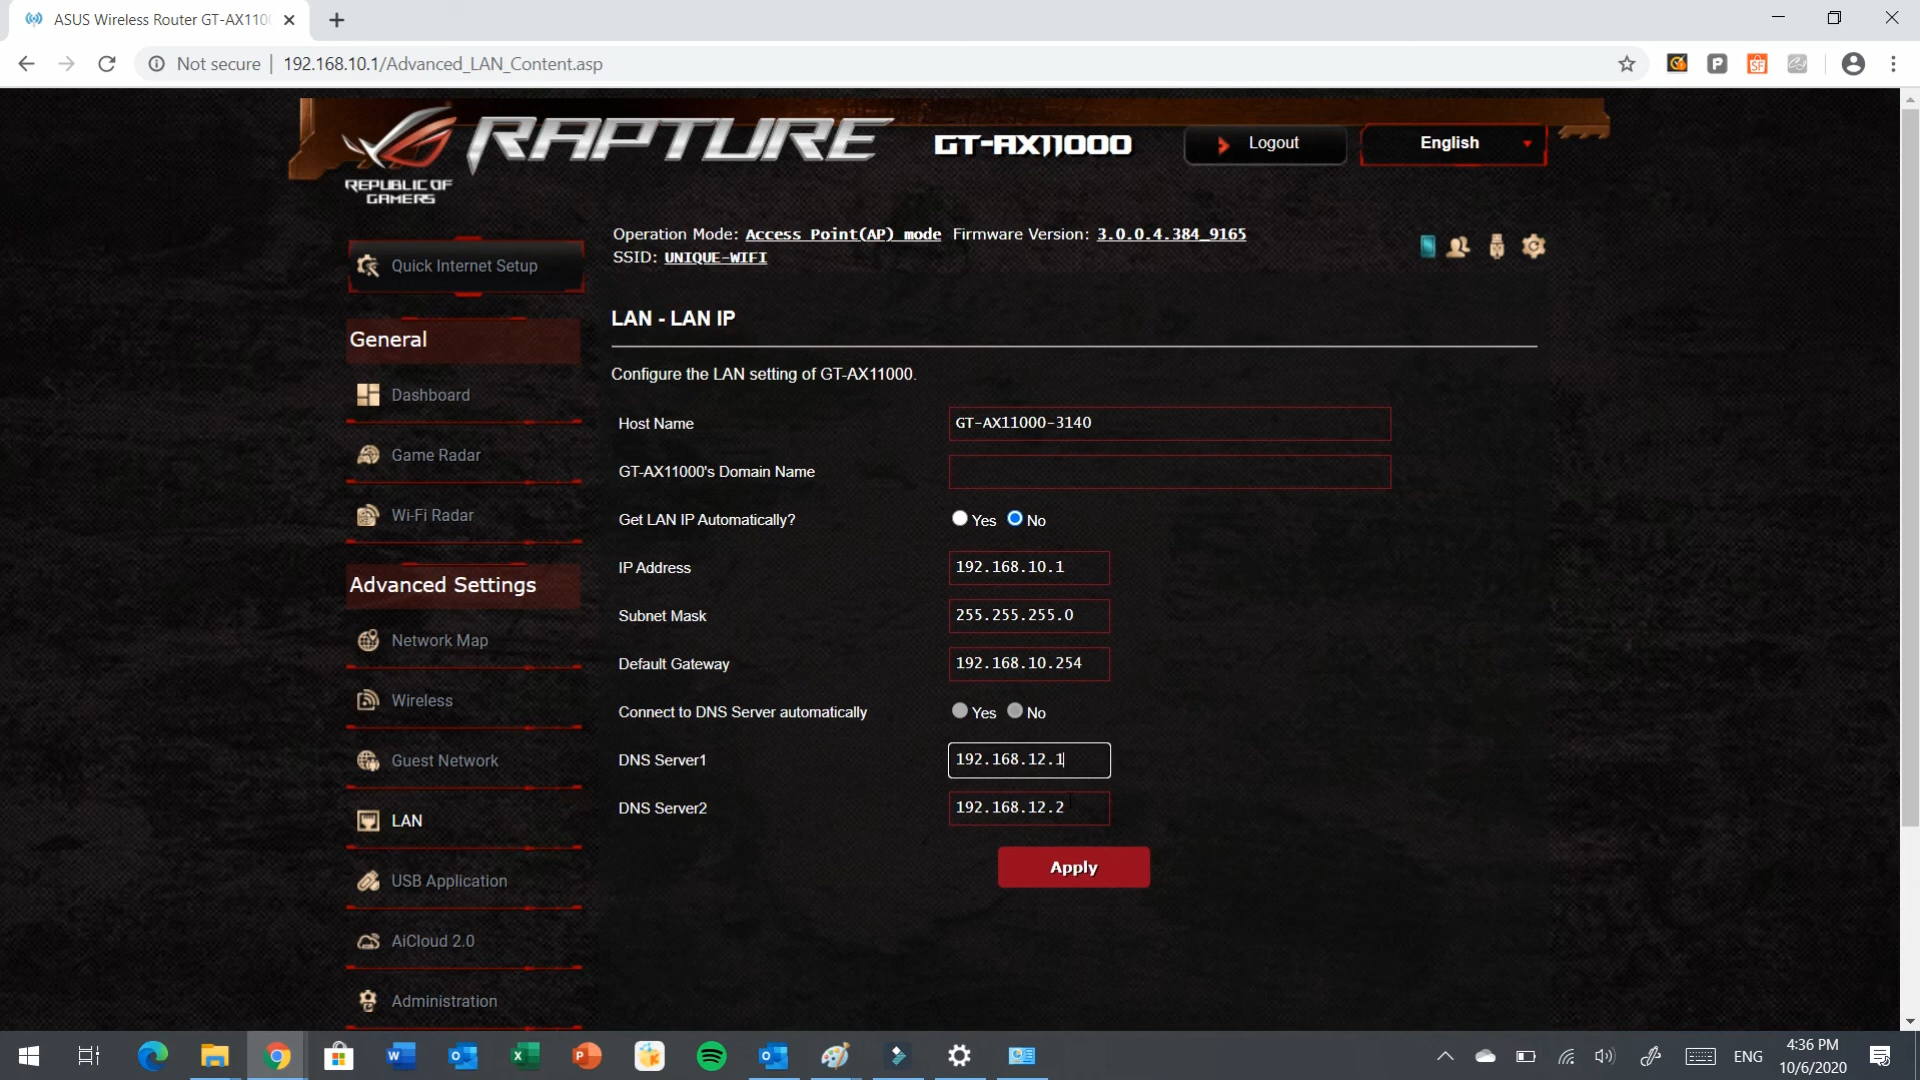 ASUS Wireless Router GT-AX110
Not secure | 192.168.10.1/Advanced_LAN_Content.asp
REPUBLIC OF
GAMERS
RAPTURE
GT-AX11000
Logout
English
Operation Mode: Access Point(AP) mode Firmware Version: 3.0.0.4.384_9165
SSID: UNIQUE-WIFI
Quick Internet Setup
General
Dashboard
Game Radar
Wi-Fi Radar
Advanced Settings
Network Map
Wireless
Guest Network
LAN
USB Application
AiCloud 2.0
Administration
LAN - LAN IP
Configure the LAN setting of GT-AX11000.
Host Name GT-AX11000-3140
GT-AX11000's Domain Name
Get LAN IP Automatically? Yes No
IP Address 192.168.10.1
Subnet Mask 255.255.255.0
Default Gateway 192.168.10.254
Connect to DNS Server automatically Yes No
DNS Server1 192.168.12.1
DNS Server2 192.168.12.2
Apply
ENG
4:36 PM
10/6/2020